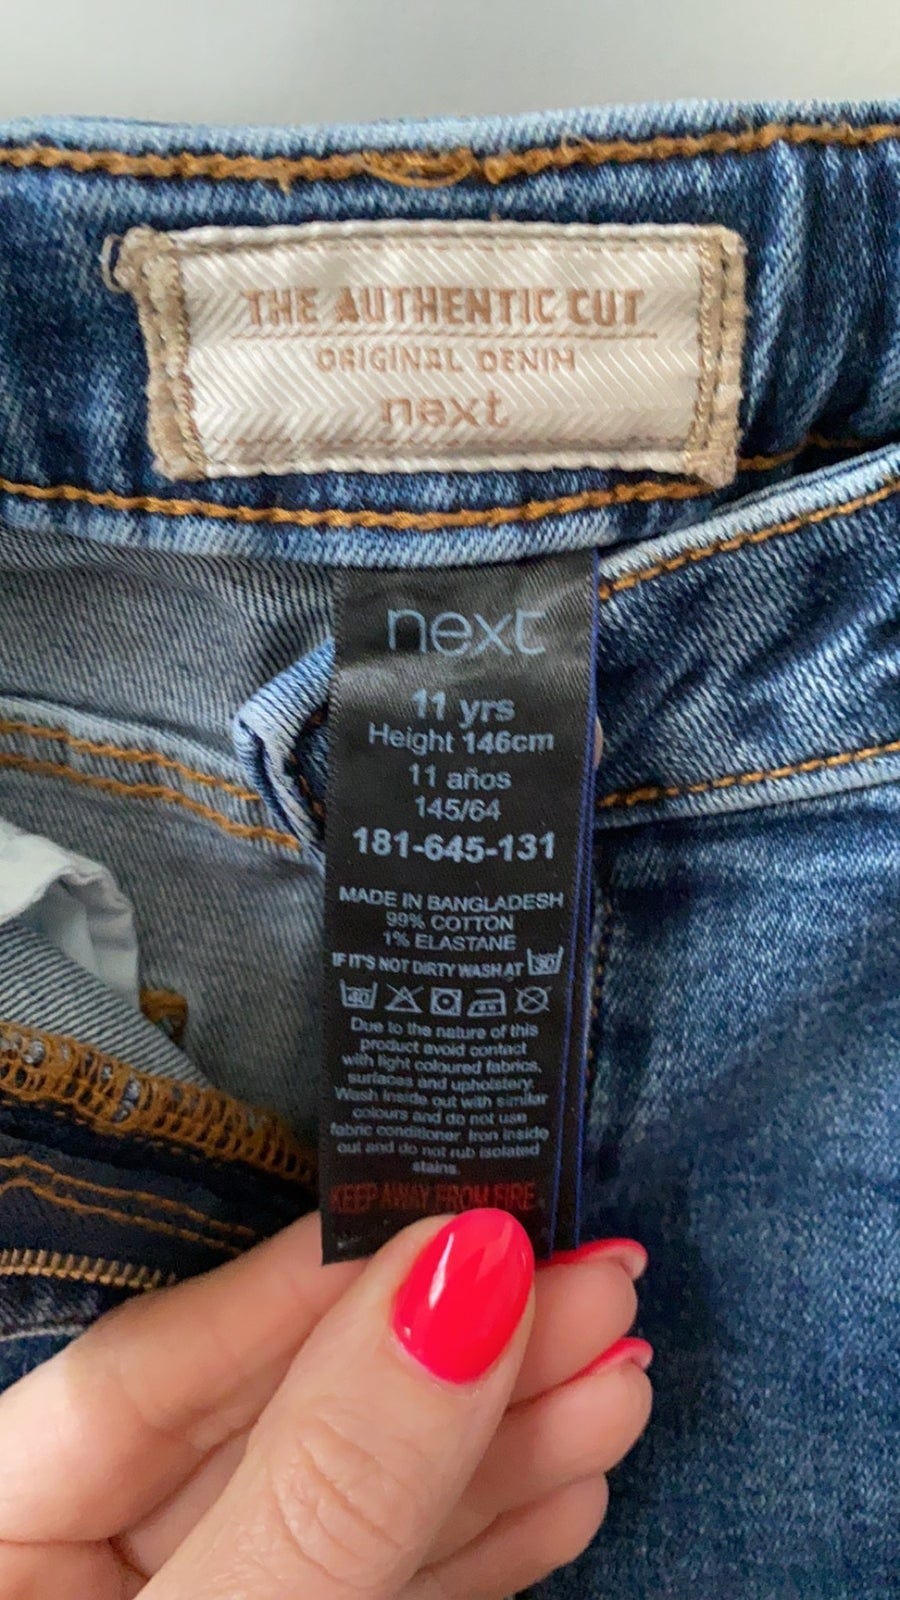 THE AUTHENTIC CUT
ORIGINAL DENIM
next
next
11 yrs
Height 146cm
11 años
145/64
181-645-131
MADE IN BANGLADESH
99% COTTON
1% ELASTANE
IF IT'S NOT DIRTY WASH AT 30
40
Due to the nature of this
product avoid contact
with light coloured fabrics,
surfaces and upholstery.
Wash inside out with similar
colours and do not use
fabric conditioner. Iron inside
out and do not rub isolated
stains.
KEEP AWAY FROM FIRE.